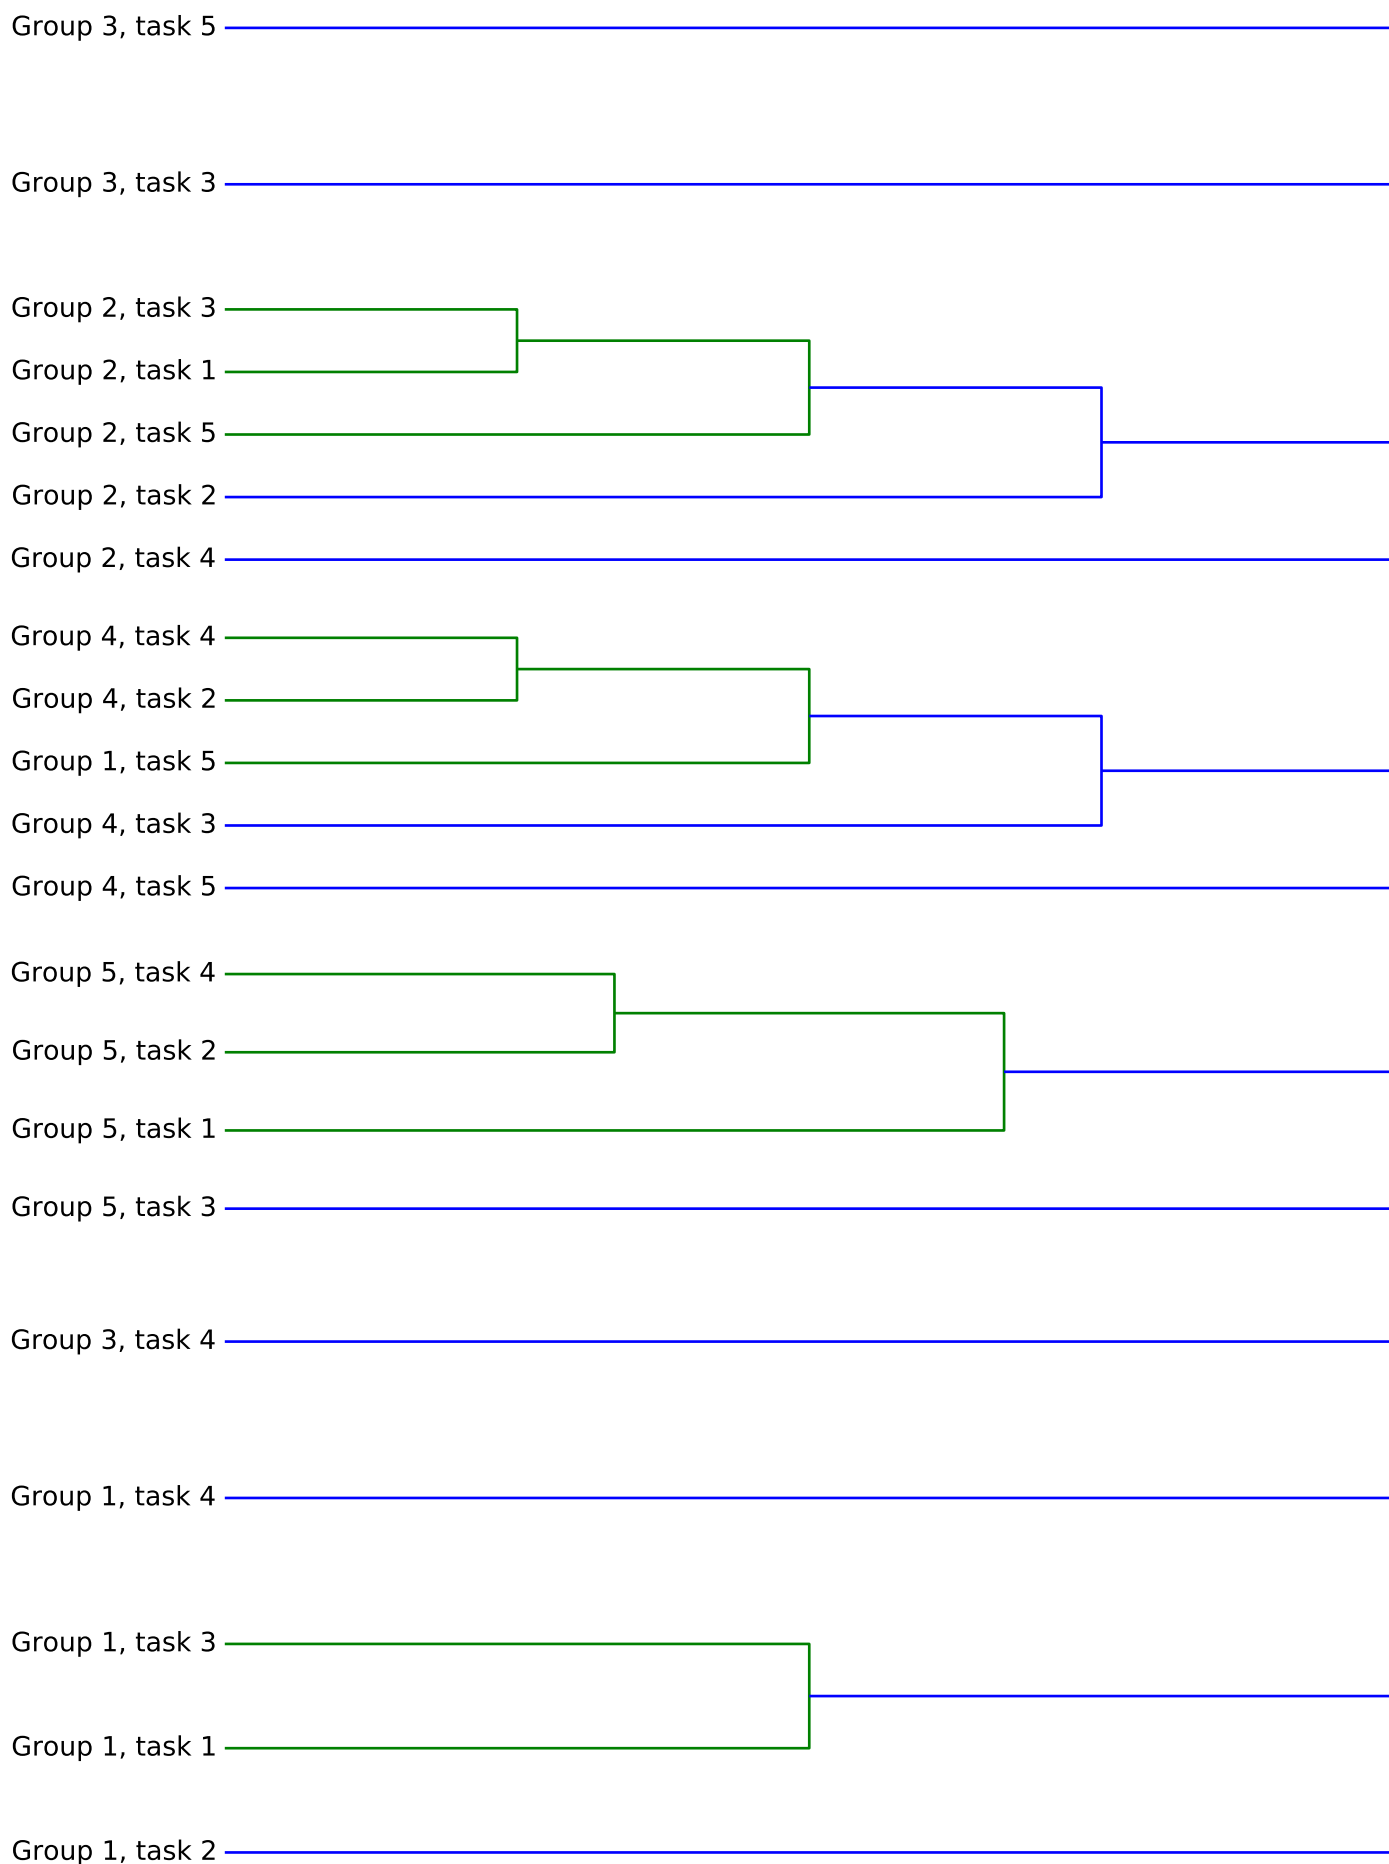 Group 3, task 5
Group 3, task 3
Group 2, task 3
Group 2, task 1
Group 2, task 5
Group 2, task 2
Group 2, task 4
Group 4, task 4
Group 4, task 2
Group 1, task 5
Group 4, task 3
Group 4, task 5
Group 5, task 4
Group 5, task 2
Group 5, task 1
Group 5, task 3
Group 3, task 4
Group 1, task 4
Group 1, task 3
Group 1, task 1
Group 1, task 2